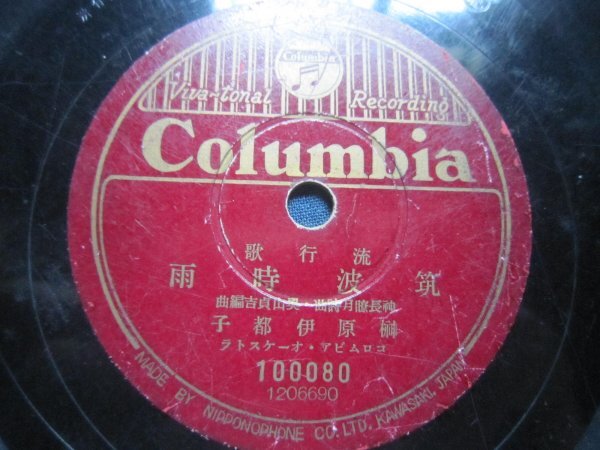 Columbia
Viva-tonal Recording
Columbia
歌行流
雨時波筑
曲編吉貞山奥・曲詩月瞭長神
子都伊原榊
ラトスケーオ・アビムロコ
100080
1206690
MADE BY NIPPONOPHONE CO. LTD. KAWASAKI, JAPAN